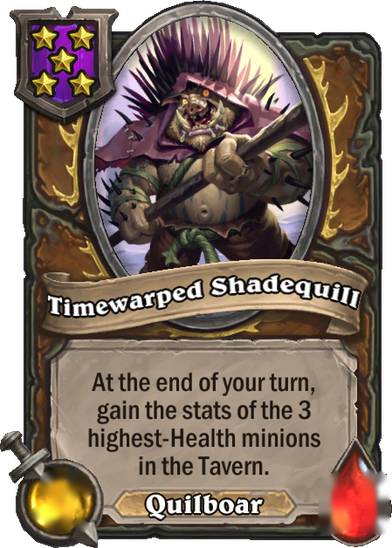 Timewarped Shadequill
At the end of your turn,
gain the stats of the 3
highest-Health minions
in the Tavern.
Quilboar